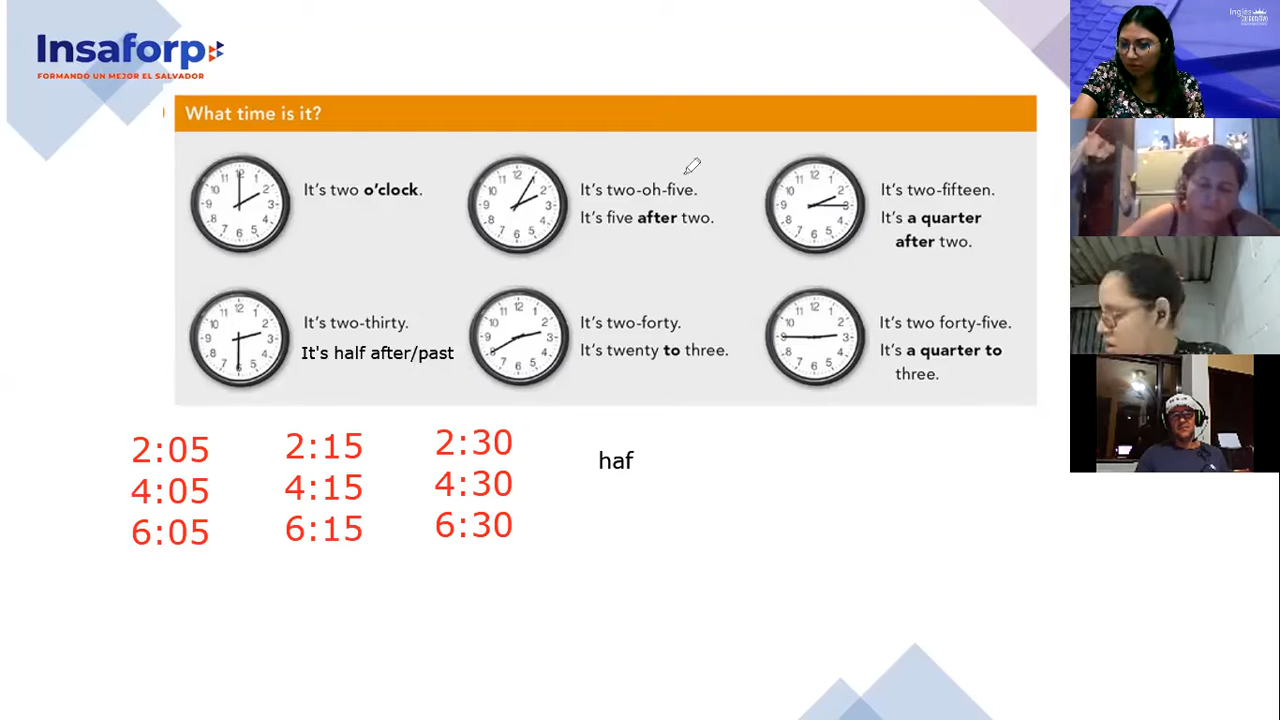 Insaforp
FORMANDO UN MEJOR EL SALVADOR
What time is it?
It's two o'clock.
It's two-oh-five.
It's five after two.
It's two-fifteen.
It's a quarter
after two.
It's two-thirty.
It's half after/past
It's two-forty.
It's twenty to three.
It's two forty-five.
It's a quarter to
three.
2:05
2:15
2:30
4:05
4:15
4:30
6:05
6:15
6:30
haf
Inglés